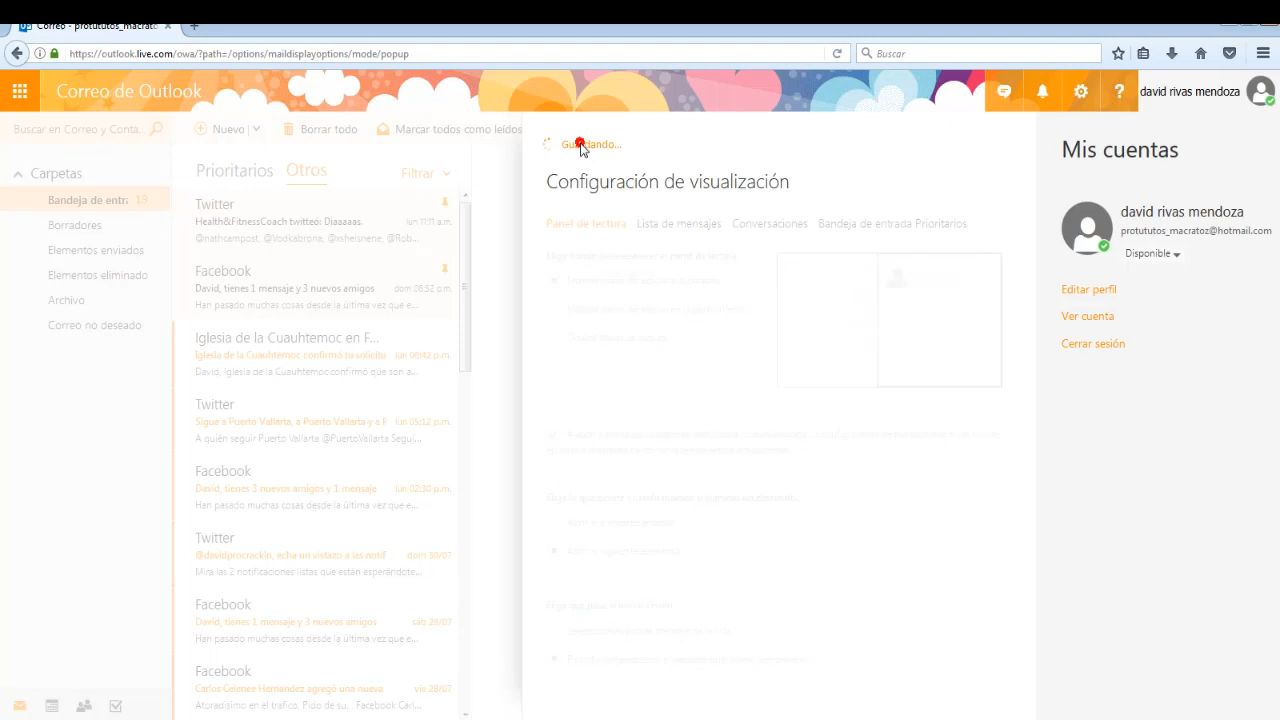 Correo - protututos_macrato
https://outlook.live.com/owa/?path=/options/maildisplayoptions/mode/popup
Buscar
Correo de Outlook
david rivas mendoza
Buscar en Correo y Conta...
Nuevo
Borrar todo
Marcar todos como leídos
Carpetas
Bandeja de entra 19
Borradores
Elementos enviados
Elementos eliminado
Archivo
Correo no deseado
Prioritarios Otros
Filtrar
Twitter
Health&FitnessCoach twitteó: Diaaaas. lun 11:11 a.m.
@nathcampost, @Vodkabrona, @xsheisnene, @Rob...
Facebook
David, tienes 1 mensaje y 3 nuevos amigos dom 08:52 a.m.
Han pasado muchas cosas desde la última vez que e...
Iglesia de la Cuauhtemoc en F...
Iglesia de la Cuauhtemoc confirmó tu solicitu lun 06:42 p.m.
David, Iglesia de la Cuauhtemoc confirmó que son a...
Twitter
Sigue a Puerto Vallarta, a Puerto Vallarta y a F lun 05:12 p.m.
A quién seguir Puerto Vallarta @PuertoVallarta Segui...
Facebook
David, tienes 3 nuevos amigos y 1 mensaje lun 02:30 p.m.
Han pasado muchas cosas desde la última vez que e...
Twitter
@davidprocrackin, echa un vistazo a las notif dom 30/07
Mira las 2 notificaciones listas que están esperándote...
Facebook
David, tienes 1 mensaje y 3 nuevos amigos sáb 29/07
Han pasado muchas cosas desde la última vez que e...
Facebook
Carlos Celenee Hernandez agregó una nueva vie 28/07
Atoradisimo en el trafico. Pido de su... Facebook Carl...
Guardando...
Configuración de visualización
Panel de lectura Lista de mensajes Conversaciones Bandeja de entrada Prioritarios
Mis cuentas
david rivas mendoza
protututos_macratoz@hotmail.com
Disponible
Editar perfil
Ver cuenta
Cerrar sesión